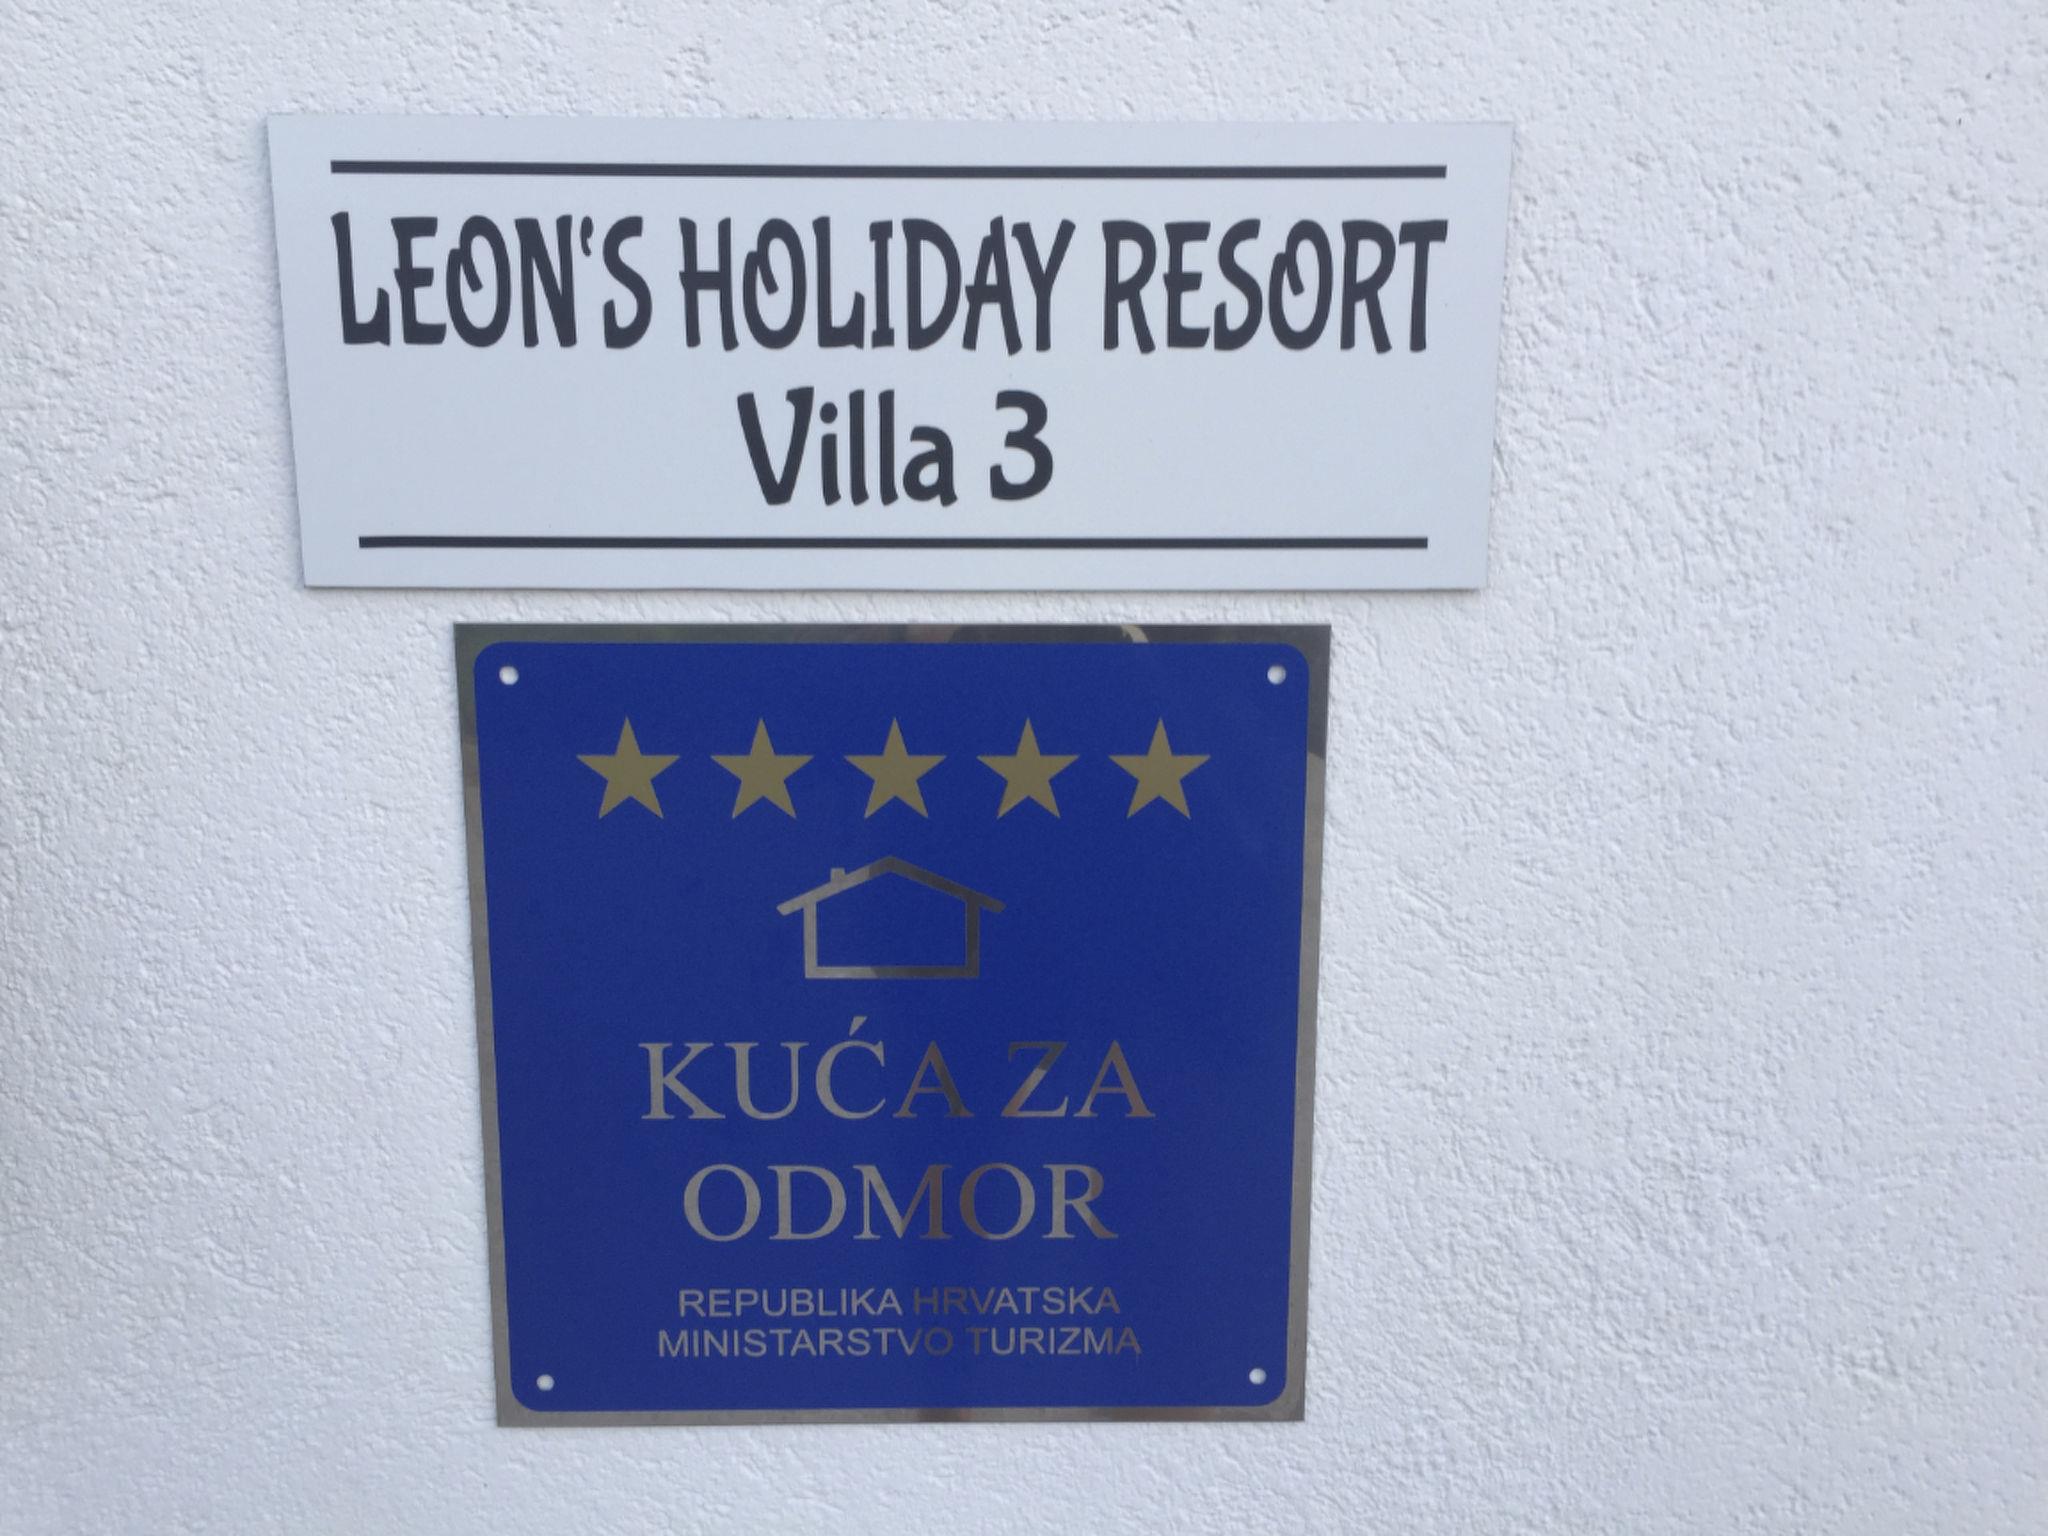 LEON'S HOLIDAY RESORT
Villa 3
KUĆA ZA
ODMOR
REPUBLIKA HRVATSKA
MINISTARSTVO TURIZMA